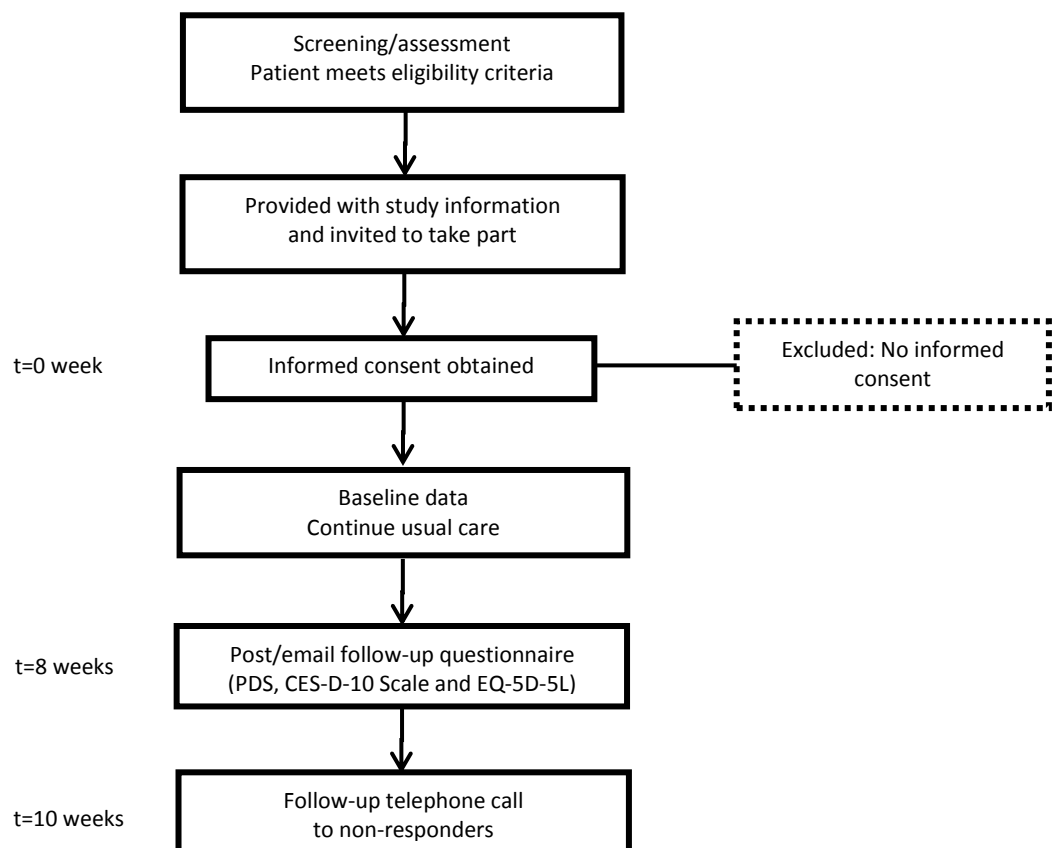 Screening/assessment
Patient meets eligibility criteria
Provided with study information
and invited to take part
t=0 week
Informed consent obtained
Excluded: No informed
consent
Baseline data
Continue usual care
t=8 weeks
Post/email follow-up questionnaire
(PDS, CES-D-10 Scale and EQ-5D-5L)
t=10 weeks
Follow-up telephone call
to non-responders